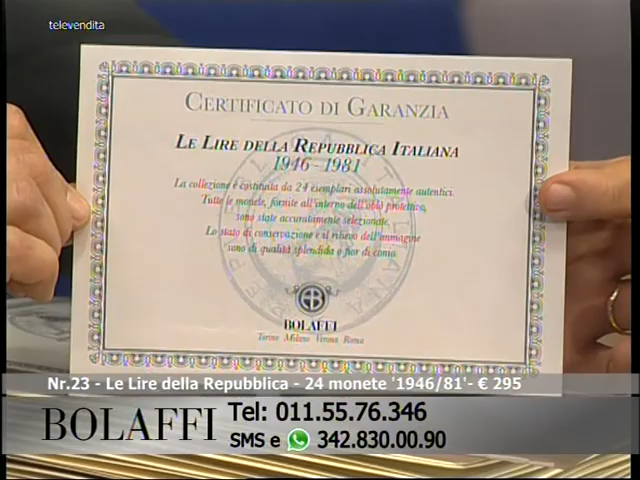 televendita
CERTIFICATO DI GARANZIA
LE LIRE DELLA REPUBBLICA ITALIANA
1946-1981
La collezione è costituita da 24 esemplari assolutamente autentici.
Tutte le monete, fornite all'interno dell'oblò protettivo,
sono state accuratamente selezionate.
Lo stato di conservazione e il rilievo dell'immagine
sono di qualità splendida o fior di conio.
BOLAFFI
Torino Milano Verona Roma
Nr.23 - Le Lire della Repubblica - 24 monete '1946/81'- € 295
BOLAFFI
Tel: 011.55.76.346
SMS e 342.830.00.90